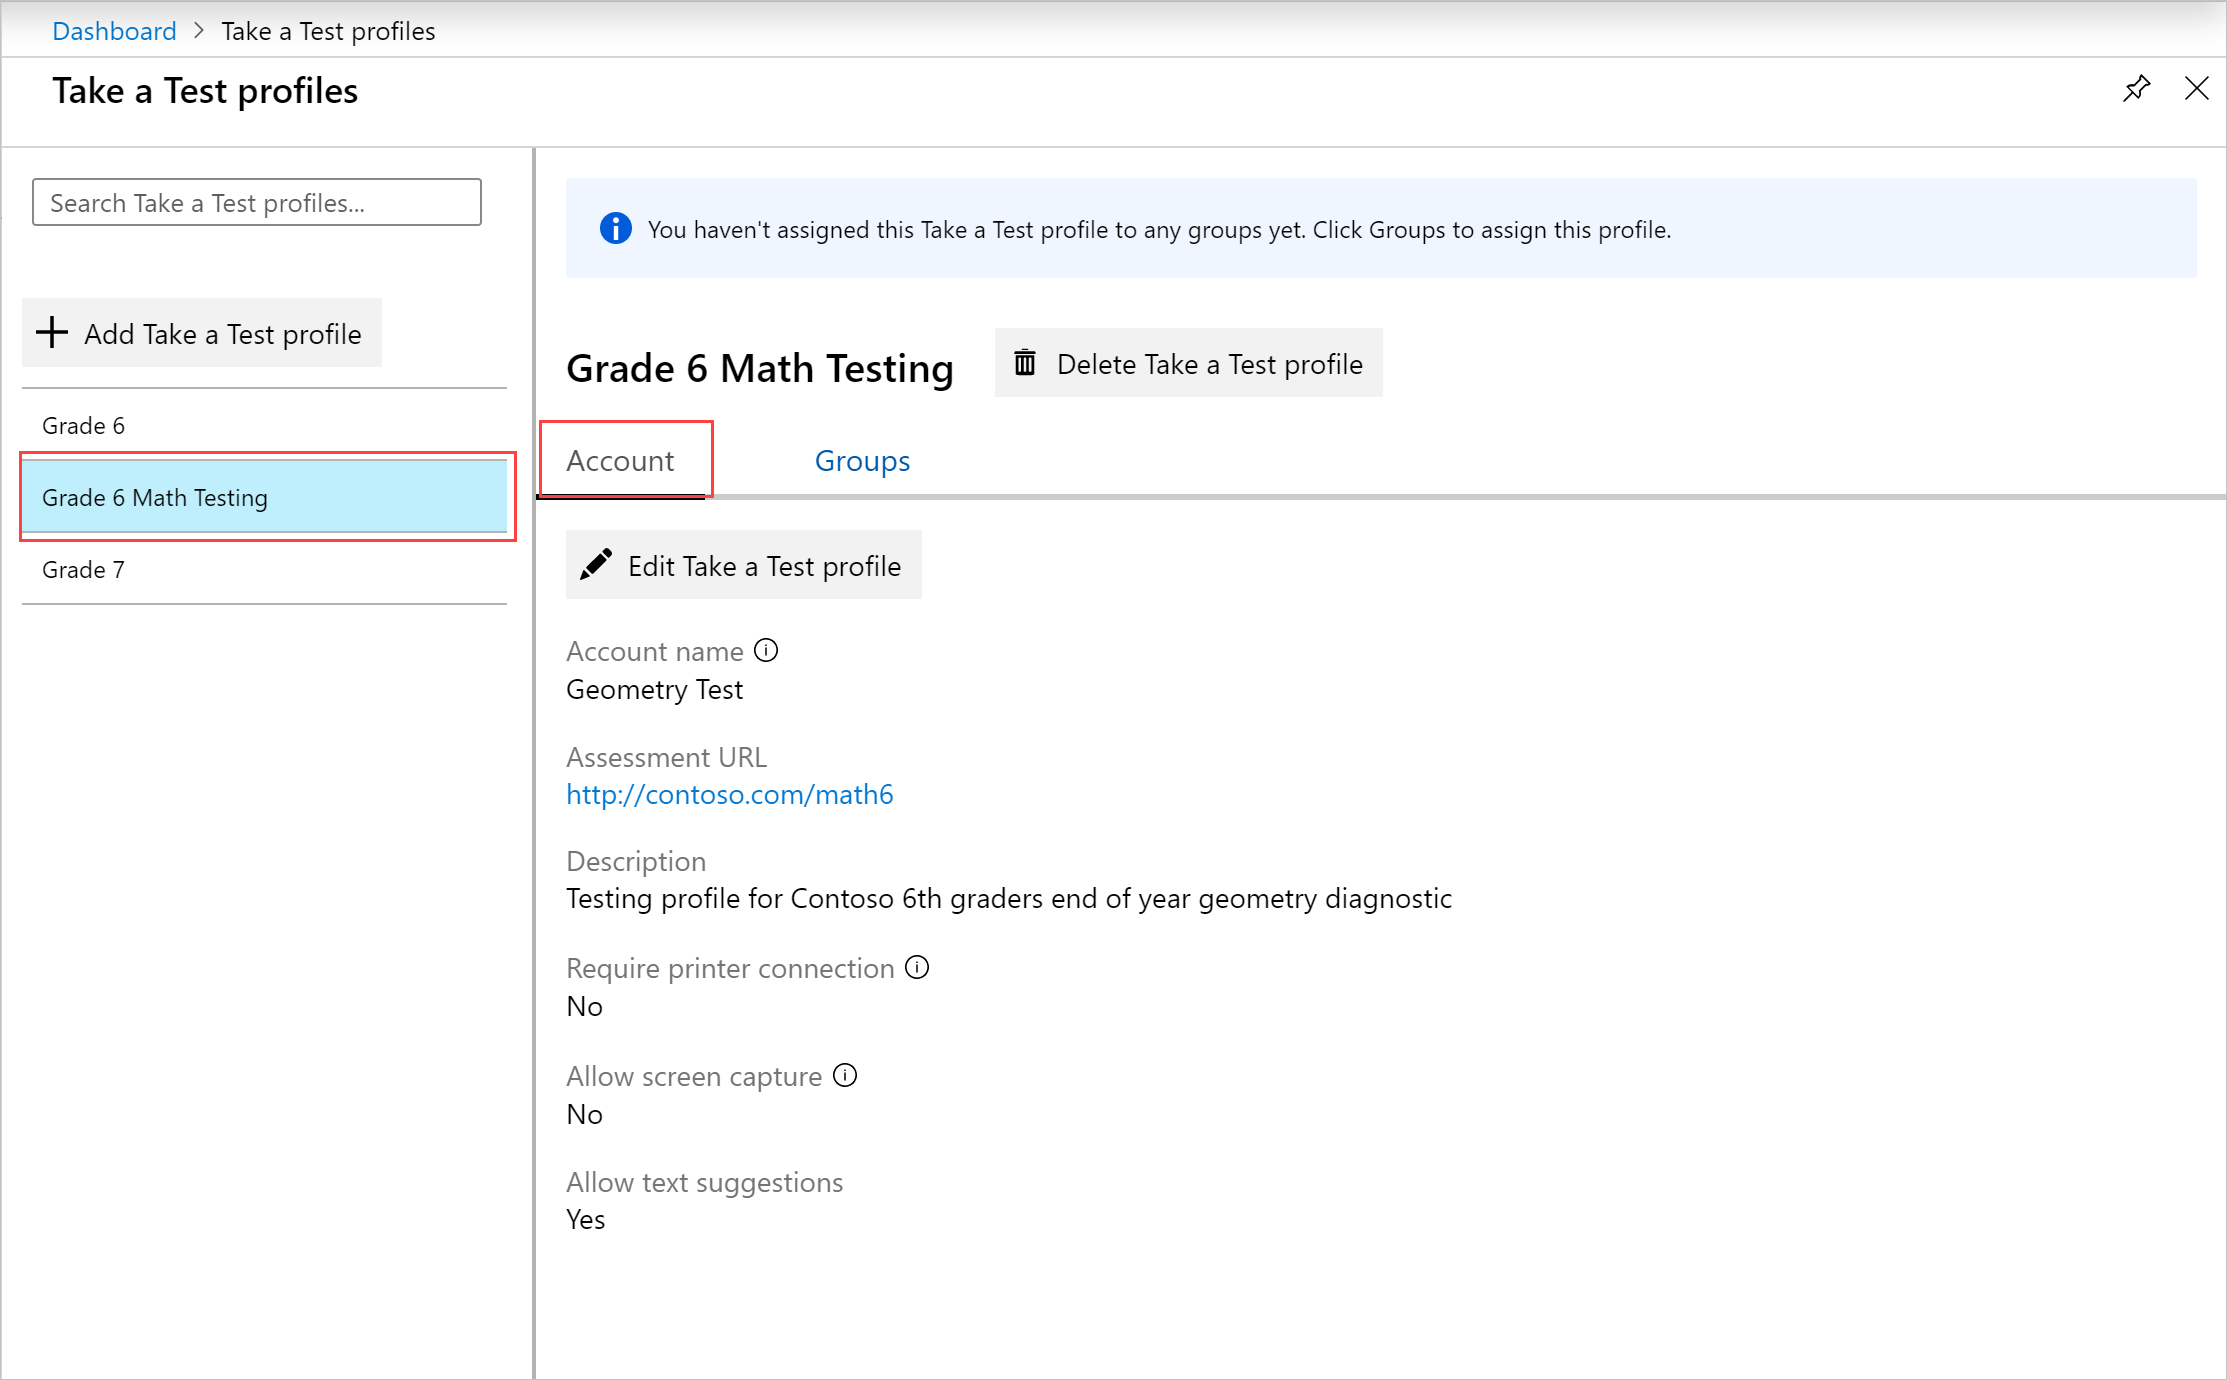 Dashboard > Take a Test profiles
Take a Test profiles
Search Take a Test profiles...
Add Take a Test profile
Grade 6
Grade 6 Math Testing
Grade 7
You haven't assigned this Take a Test profile to any groups yet. Click Groups to assign this profile.
Grade 6 Math Testing
Delete Take a Test profile
Account
Groups
Edit Take a Test profile
Account name
Geometry Test
Assessment URL
http://contoso.com/math6
Description
Testing profile for Contoso 6th graders end of year geometry diagnostic
Require printer connection
No
Allow screen capture
No
Allow text suggestions
Yes